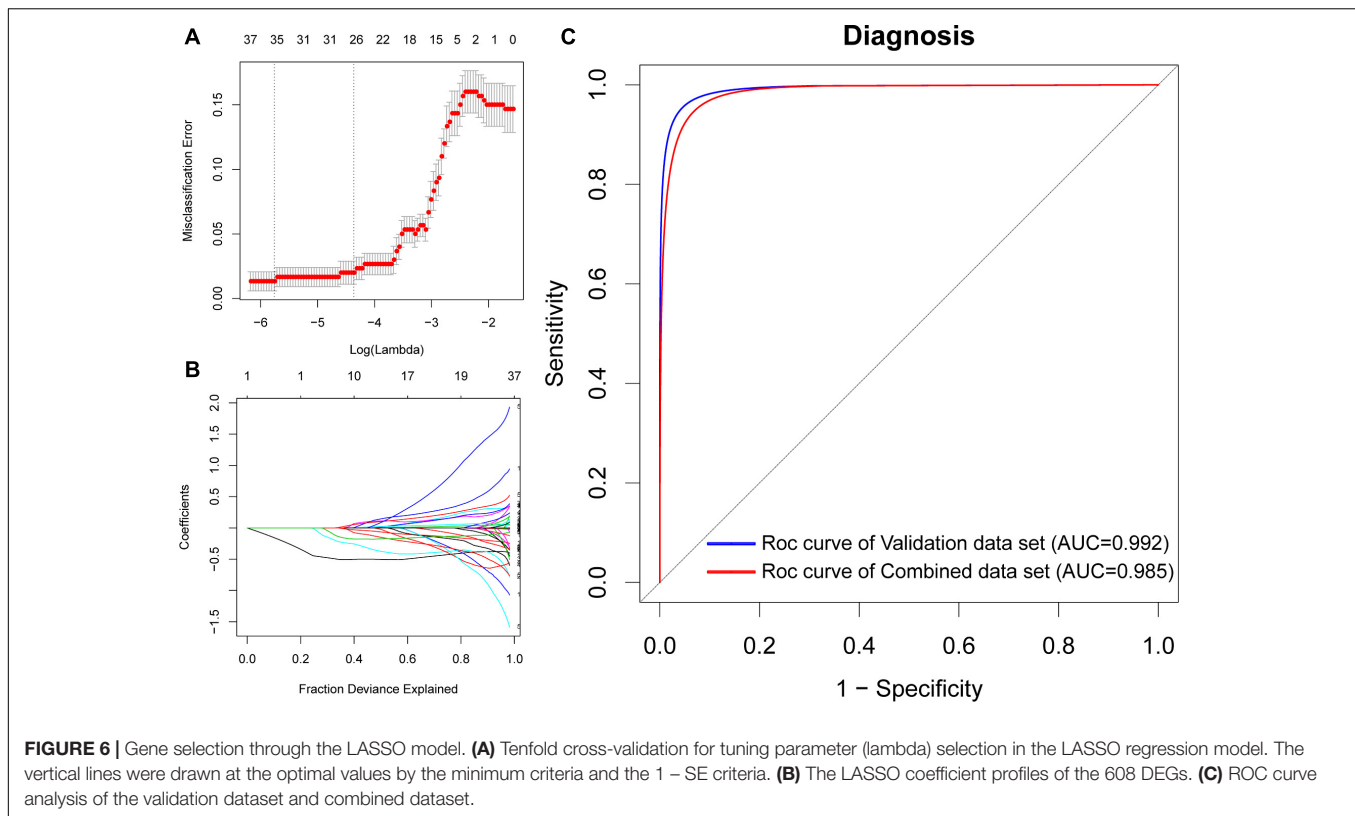 A
37 35 31 31 26 22 18 15 5 2 1 0
Misclassification Error
0.15
0.10
0.05
0.00
−6 −5 −4 −3 −2
Log(Lambda)
B
1 1 10 17 19 37
Coefficients
2.0
1.5
0.5
−0.5
−1.5
0.0 0.2 0.4 0.6 0.8 1.0
Fraction Deviance Explained
C
Diagnosis
Sensitivity
1.0
0.8
0.6
0.4
0.2
0.0
Roc curve of Validation data set (AUC=0.992)
Roc curve of Combined data set (AUC=0.985)
0.0 0.2 0.4 0.6 0.8 1.0
1 − Specificity
FIGURE 6 | Gene selection through the LASSO model. (A) Tenfold cross-validation for tuning parameter (lambda) selection in the LASSO regression model. The
vertical lines were drawn at the optimal values by the minimum criteria and the 1 – SE criteria. (B) The LASSO coefficient profiles of the 608 DEGs. (C) ROC curve
analysis of the validation dataset and combined dataset.